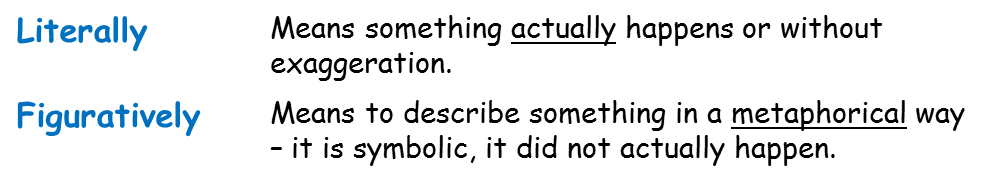 Literally Means something actually happens or without
exaggeration.
Figuratively Means to describe something in a metaphorical way
– it is symbolic, it did not actually happen.